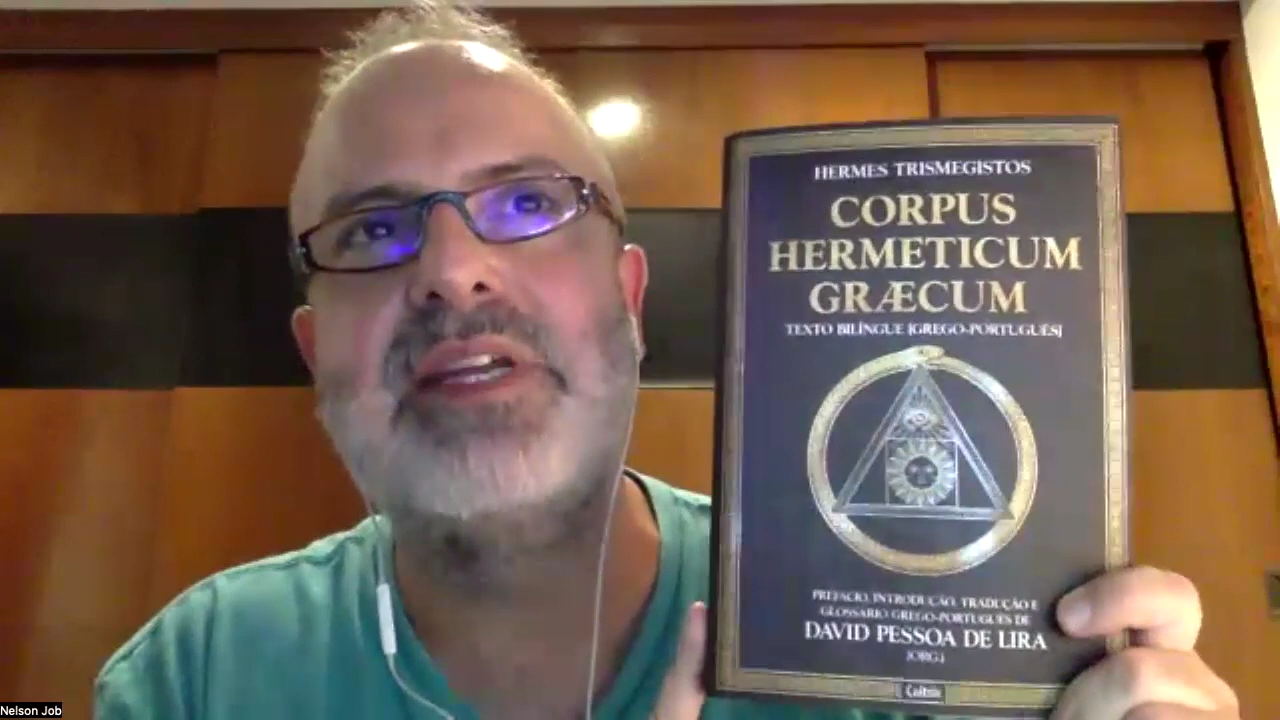 HERMES TRISMEGISTOS
CORPUS
HERMETICUM
GRÆCUM
TEXTO BILÍNGUE [GREGO-PORTUGUÊS]
PREFÁCIO, INTRODUÇÃO, TRADUÇÃO E
GLOSSÁRIO GREGO-PORTUGUÊS DE
DAVID PESSOA DE LIRA
[ORG.]
Cultrix
Nelson Job